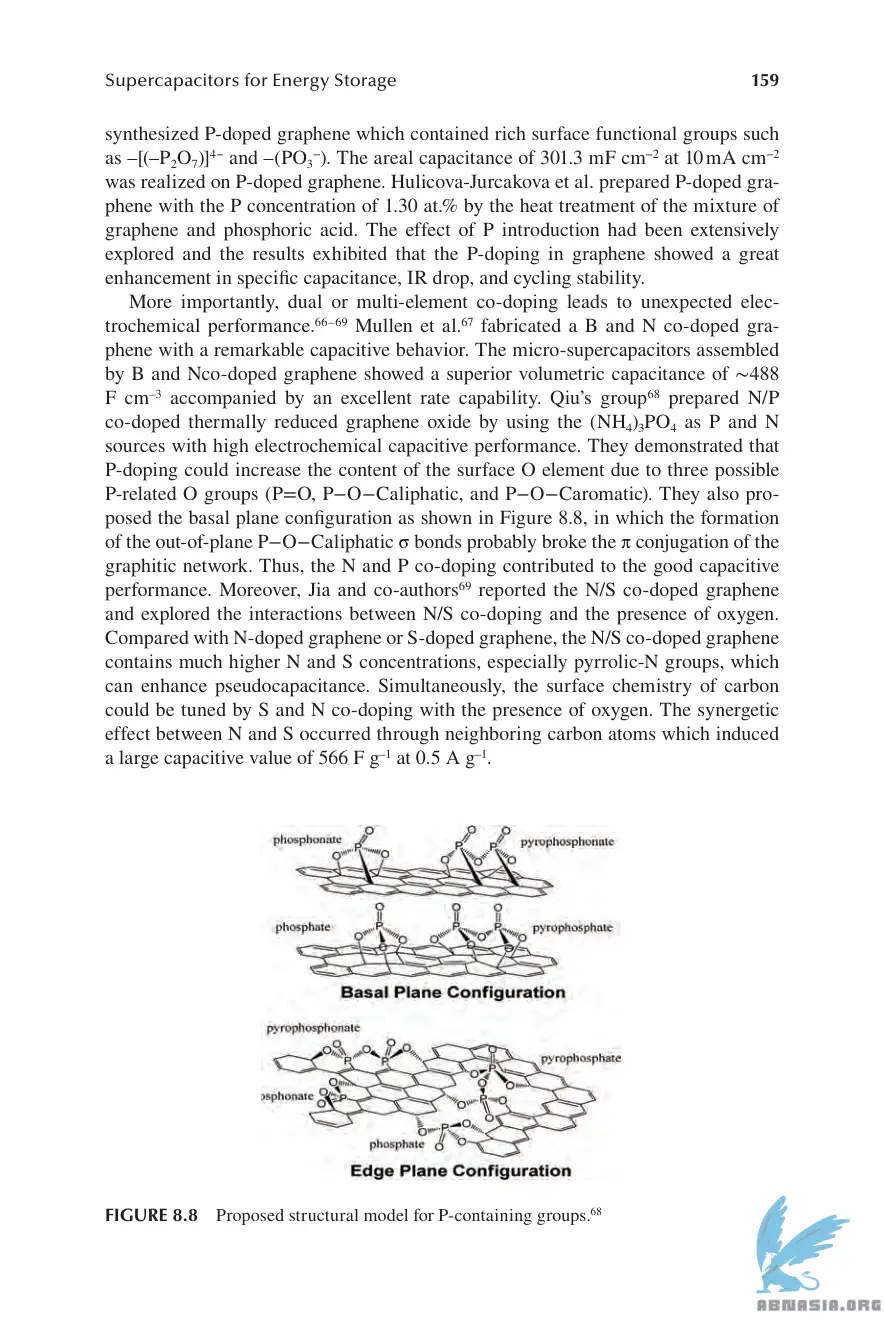 Supercapacitors for Energy Storage 159
synthesized P-doped graphene which contained rich surface functional groups such
as –[(–P₂O₇)]⁴⁻ and –(PO₃⁻). The areal capacitance of 301.3 mF cm⁻² at 10 mA cm⁻²
was realized on P-doped graphene. Hulicova-Jurcakova et al. prepared P-doped gra-
phene with the P concentration of 1.30 at.% by the heat treatment of the mixture of
graphene and phosphoric acid. The effect of P introduction had been extensively
explored and the results exhibited that the P-doping in graphene showed a great
enhancement in specific capacitance, IR drop, and cycling stability.
More importantly, dual or multi-element co-doping leads to unexpected elec-
trochemical performance.⁶⁶⁻⁶⁹ Mullen et al.⁶⁷ fabricated a B and N co-doped gra-
phene with a remarkable capacitive behavior. The micro-supercapacitors assembled
by B and Nco-doped graphene showed a superior volumetric capacitance of ~488
F cm⁻³ accompanied by an excellent rate capability. Qiu's group⁶⁸ prepared N/P
co-doped thermally reduced graphene oxide by using the (NH₄)₃PO₄ as P and N
sources with high electrochemical capacitive performance. They demonstrated that
P-doping could increase the content of the surface O element due to three possible
P-related O groups (P=O, P−O−Caliphatic, and P−O−Caromatic). They also pro-
posed the basal plane configuration as shown in Figure 8.8, in which the formation
of the out-of-plane P−O−Caliphatic σ bonds probably broke the π conjugation of the
graphitic network. Thus, the N and P co-doping contributed to the good capacitive
performance. Moreover, Jia and co-authors⁶⁹ reported the N/S co-doped graphene
and explored the interactions between N/S co-doping and the presence of oxygen.
Compared with N-doped graphene or S-doped graphene, the N/S co-doped graphene
contains much higher N and S concentrations, especially pyrrolic-N groups, which
can enhance pseudocapacitance. Simultaneously, the surface chemistry of carbon
could be tuned by S and N co-doping with the presence of oxygen. The synergetic
effect between N and S occurred through neighboring carbon atoms which induced
a large capacitive value of 566 F g⁻¹ at 0.5 A g⁻¹.
phosphonate pyrophosphonate
phosphate pyrophosphate
Basal Plane Configuration
pyrophosphonate
pyrophosphate
osphonate
phosphate
Edge Plane Configuration
FIGURE 8.8 Proposed structural model for P-containing groups.⁶⁸
ABNASIA.ORG